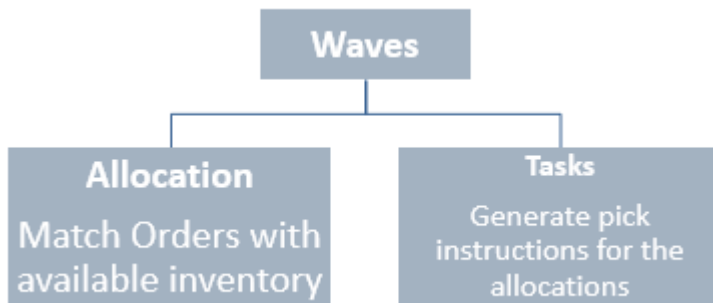 Waves
Allocation
Match Orders with
available inventory
Tasks
Generate pick
instructions for the
allocations